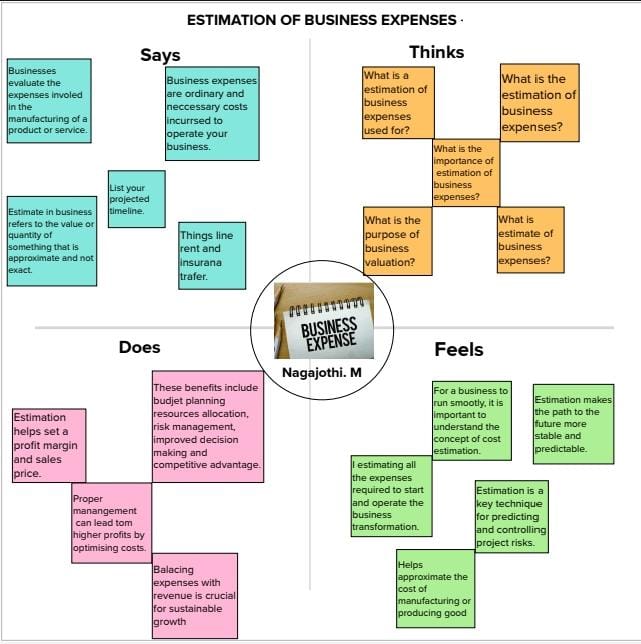 ESTIMATION OF BUSINESS EXPENSES ·
Says
Businesses
evaluate the
expenses involed
in the
manufacturing of a
product or service.
Business expenses
are ordinary and
neccessary costs
incurrsed to
operate your
business.
List your
projected
timeline.
Estimate in business
refers to the value or
quantity of
something that is
approximate and not
exact.
Things line
rent and
insurana
trafer.
Thinks
What is a
estimation of
business
expenses
used for?
What is the
estimation of
business
expenses?
What is the
importance of
estimation of
business
expenses?
What is the
purpose of
business
valuation?
What is
estimate of
business
expenses?
BUSINESS
EXPENSE
Nagajothi. M
Does
These benefits include
budjet planning
resources allocation,
risk management,
improved decision
making and
competitive advantage.
Estimation
helps set a
profit margin
and sales
price.
Proper
manangement
can lead tom
higher profits by
optimising costs.
Balacing
expenses with
revenue is crucial
for sustainable
growth
Feels
For a business to
run smoothly, it is
important to
understand the
concept of cost
estimation.
Estimation makes
the path to the
future more
stable and
predictable.
I estimating all
the expenses
required to start
and operate the
business
transformation.
Estimation is a
key technique
for predicting
and controlling
project risks.
Helps
approximate the
cost of
manufacturing or
producing good